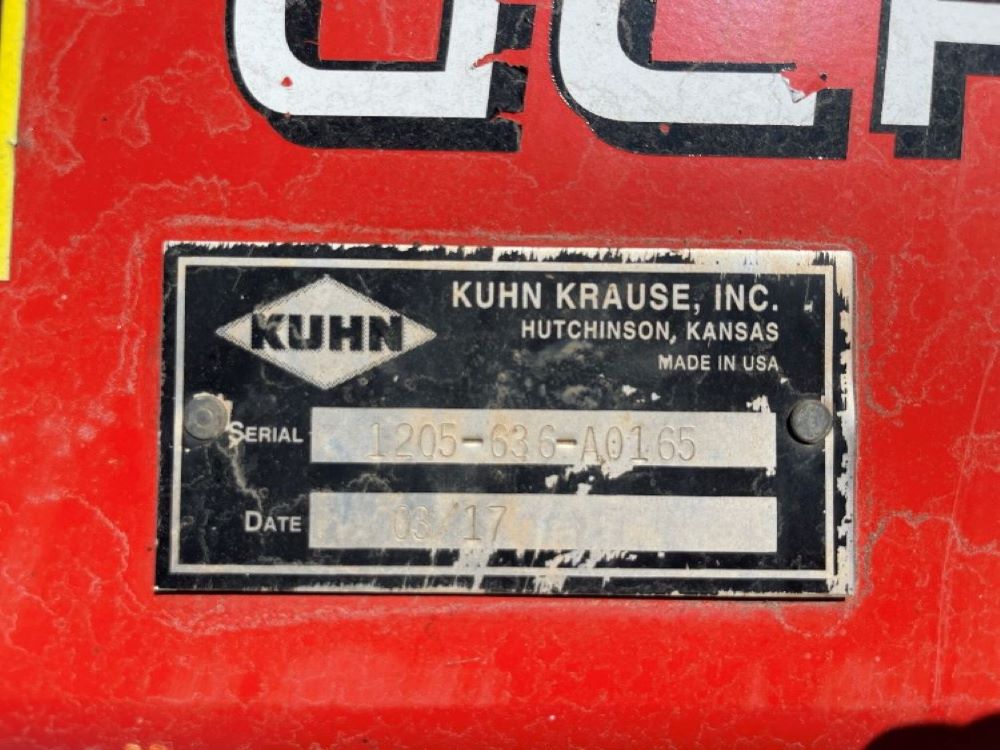 KUHN
KUHN KRAUSE, INC.
HUTCHINSON, KANSAS
MADE IN USA
SERIAL 1205-636-A0165
DATE 03/17